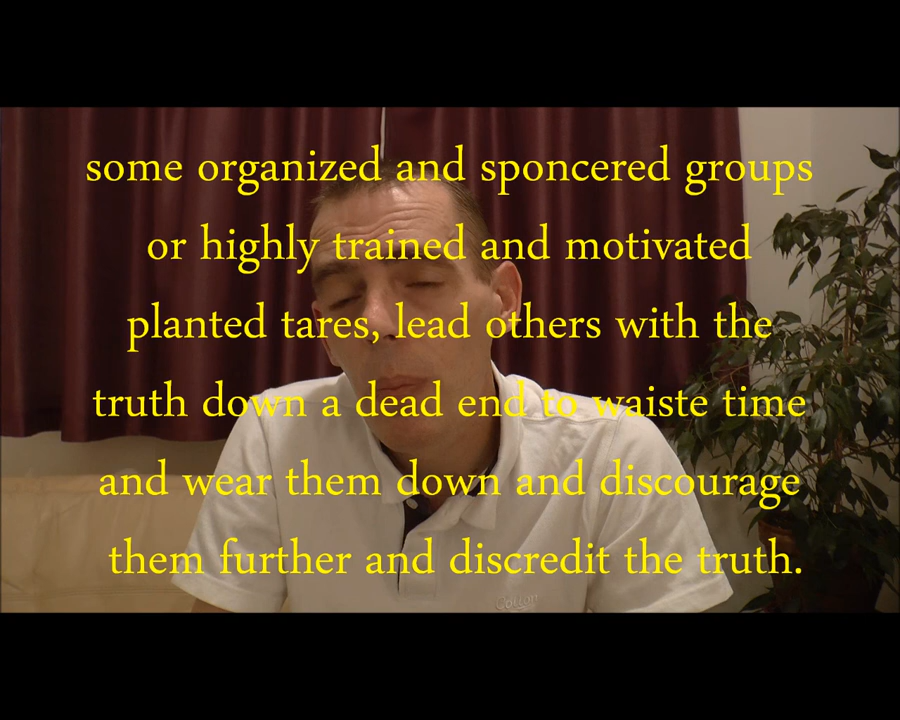 some organized and sponcered groups
or highly trained and motivated
planted tares, lead others with the
truth down a dead end to waiste time
and wear them down and discourage
them further and discredit the truth.
Cotton